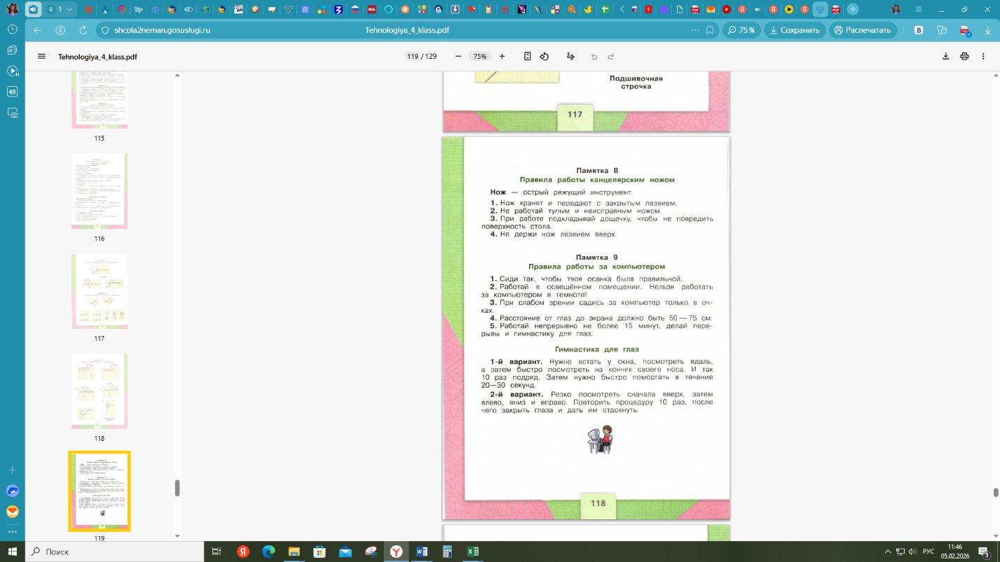 0 1
shcola2neman.gosuslugi.ru
Tehnologiya_4_klass.pdf
75 %
Сохранить
Распечатать
B
PDF
Tehnologiya_4_klass.pdf
119 / 129
75%
48
115
116
117
118
119
Подшивочная
строчка
117
Памятка 8
Правила работы канцелярским ножом
Нож — острый режущий инструмент.
1. Нож хранят и передают с закрытым лезвием.
2. Не работай тупым и неисправным ножом.
3. При работе подкладывай дощечку, чтобы не повредить
поверхность стола.
4. Не держи нож лезвием вверх.
Памятка 9
Правила работы за компьютером
1. Сиди так, чтобы твоя осанка была правильной.
2. Работай в освещённом помещении. Нельзя работать
за компьютером в темноте!
3. При слабом зрении садись за компьютер только в оч-
ках.
4. Расстояние от глаз до экрана должно быть 50—75 см.
5. Работай непрерывно не более 15 минут, делай пере-
рывы и гимнастику для глаз.
Гимнастика для глаз
1-й вариант. Нужно встать у окна, посмотреть вдаль,
а затем быстро посмотреть на кончик своего носа. И так
10 раз подряд. Затем нужно быстро поморгать в течение
20—30 секунд.
2-й вариант. Резко посмотреть сначала вверх, затем
влево, вниз и вправо. Повторить процедуру 10 раз, после
чего закрыть глаза и дать им отдохнуть.
118
Поиск
РУС
11:46
05.02.2026
3